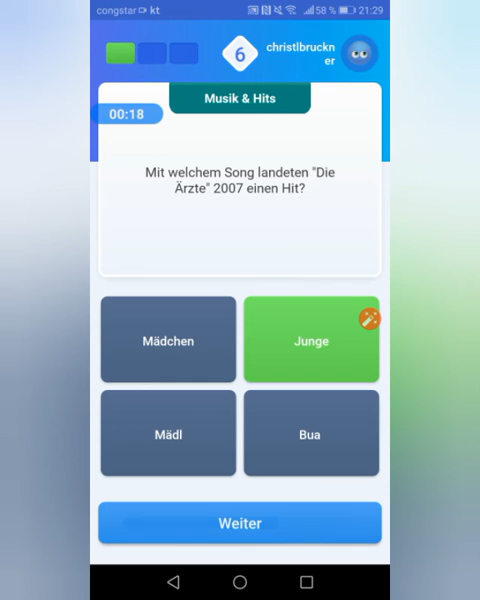 congstar kt 58 % 21:29
6
christlbruckn
er
Musik & Hits
00:18
Mit welchem Song landeten "Die
Ärzte" 2007 einen Hit?
Mädchen
Junge
Mädl
Bua
Weiter